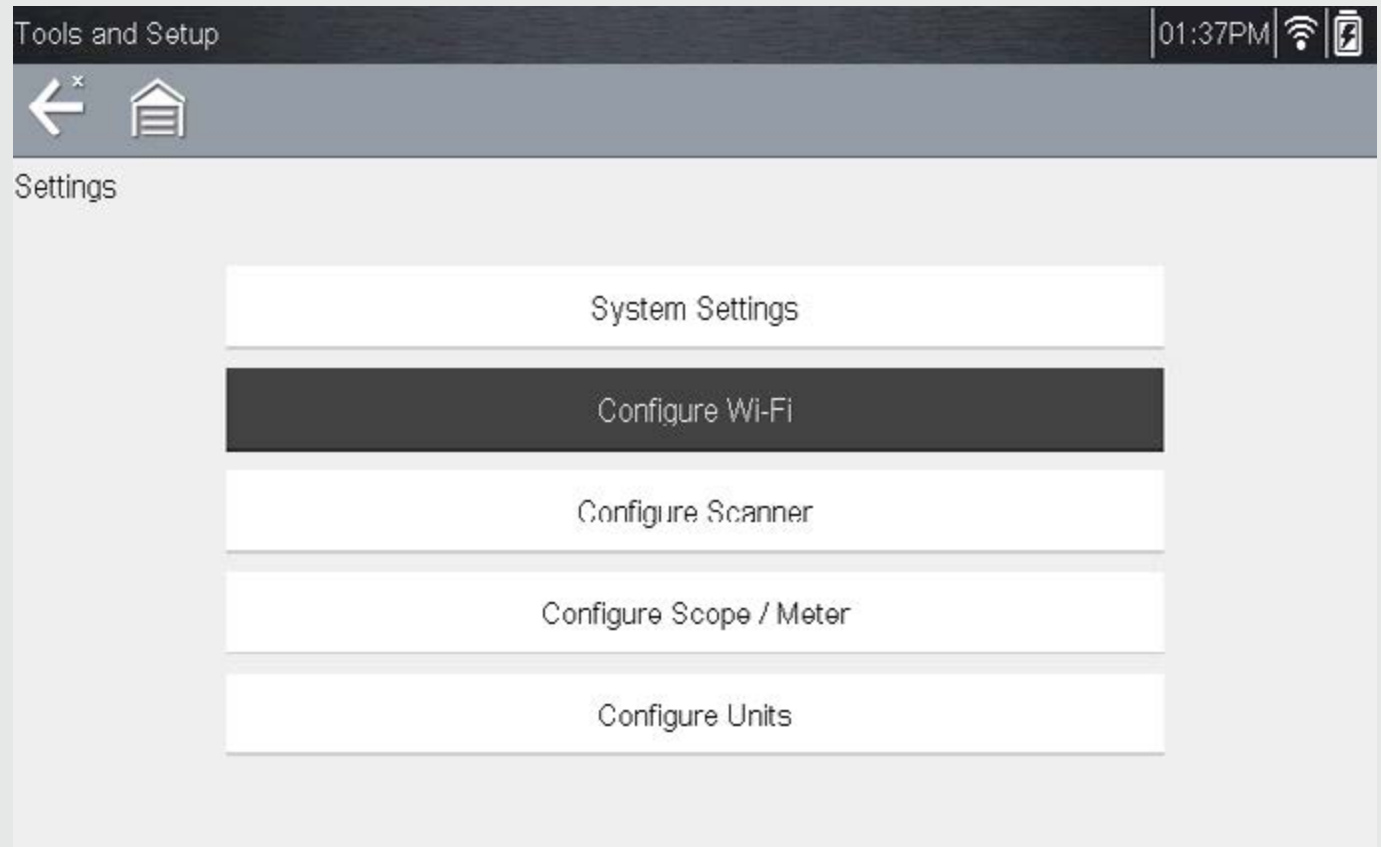 Tools and Setup 01:37PM
x
Settings
System Settings
Configure Wi-Fi
Configure Scanner
Configure Scope / Meter
Configure Units